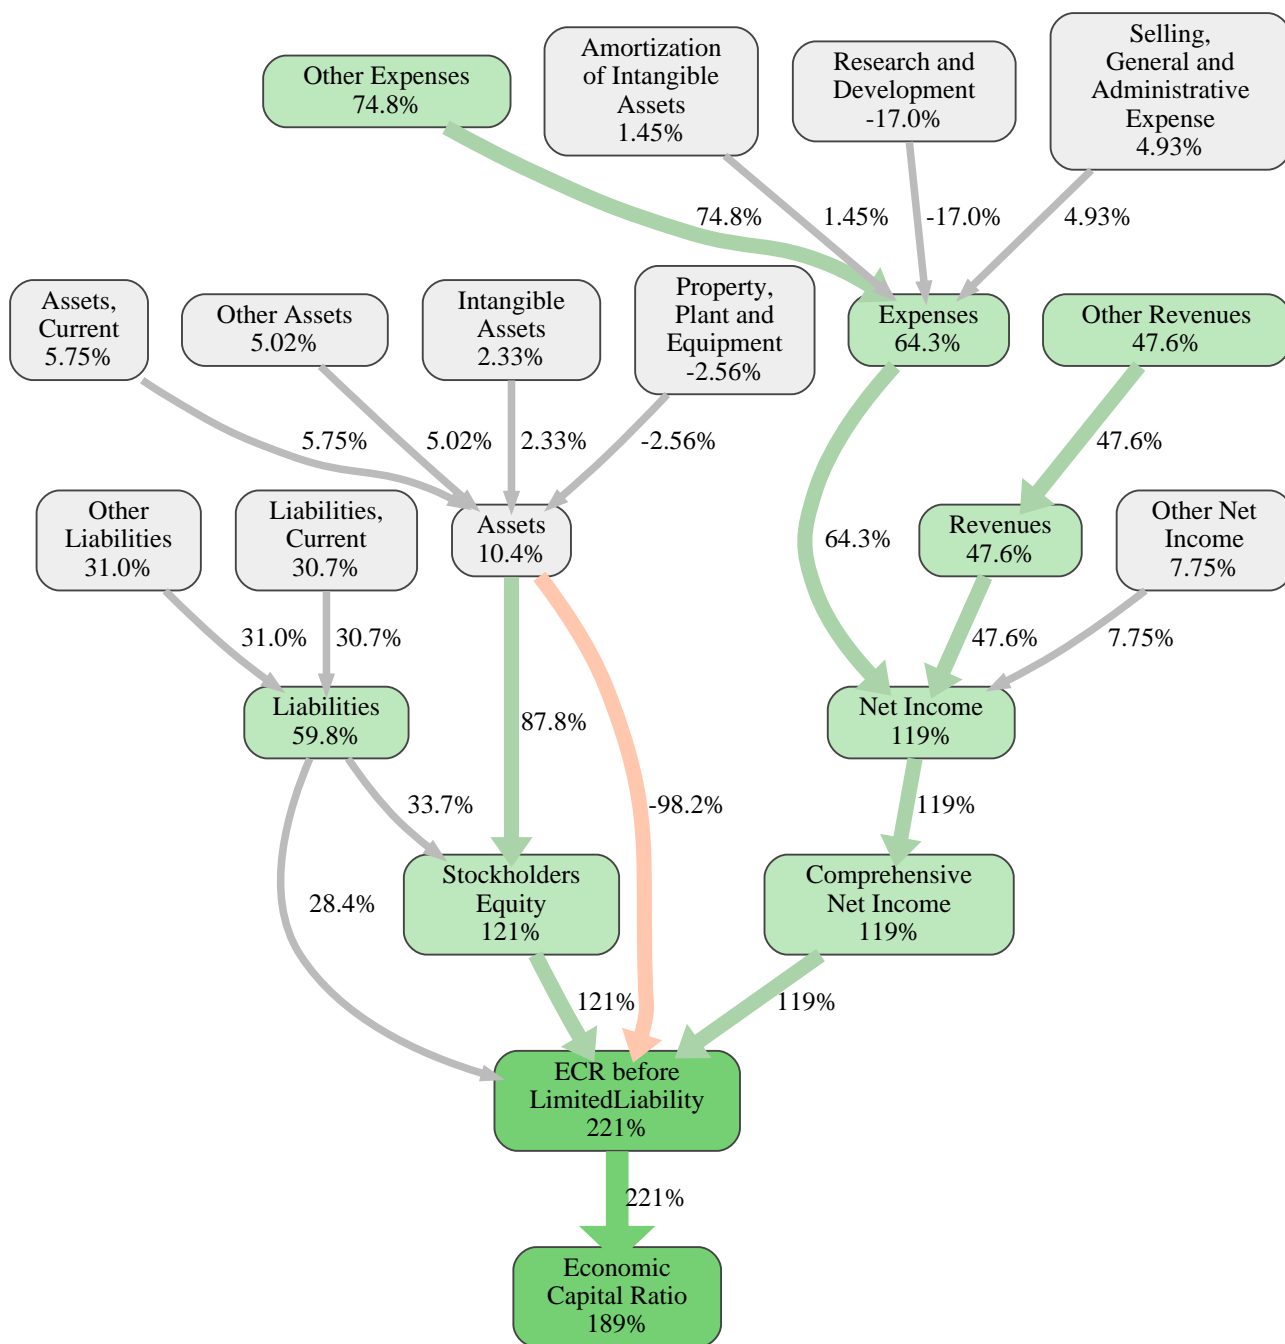 Other Expenses
74.8%
Amortization
of Intangible
Assets
1.45%
Research and
Development
-17.0%
Selling,
General and
Administrative
Expense
4.93%
74.8%
1.45%
-17.0%
4.93%
Assets,
Current
5.75%
Other Assets
5.02%
Intangible
Assets
2.33%
Property,
Plant and
Equipment
-2.56%
Expenses
64.3%
Other Revenues
47.6%
5.75%
5.02%
2.33%
-2.56%
47.6%
Other
Liabilities
31.0%
Liabilities,
Current
30.7%
Assets
10.4%
64.3%
Revenues
47.6%
Other Net
Income
7.75%
31.0%
30.7%
47.6%
7.75%
Liabilities
59.8%
87.8%
Net Income
119%
33.7%
-98.2%
119%
28.4%
Stockholders
Equity
121%
Comprehensive
Net Income
119%
121%
119%
ECR before
LimitedLiability
221%
221%
Economic
Capital Ratio
189%